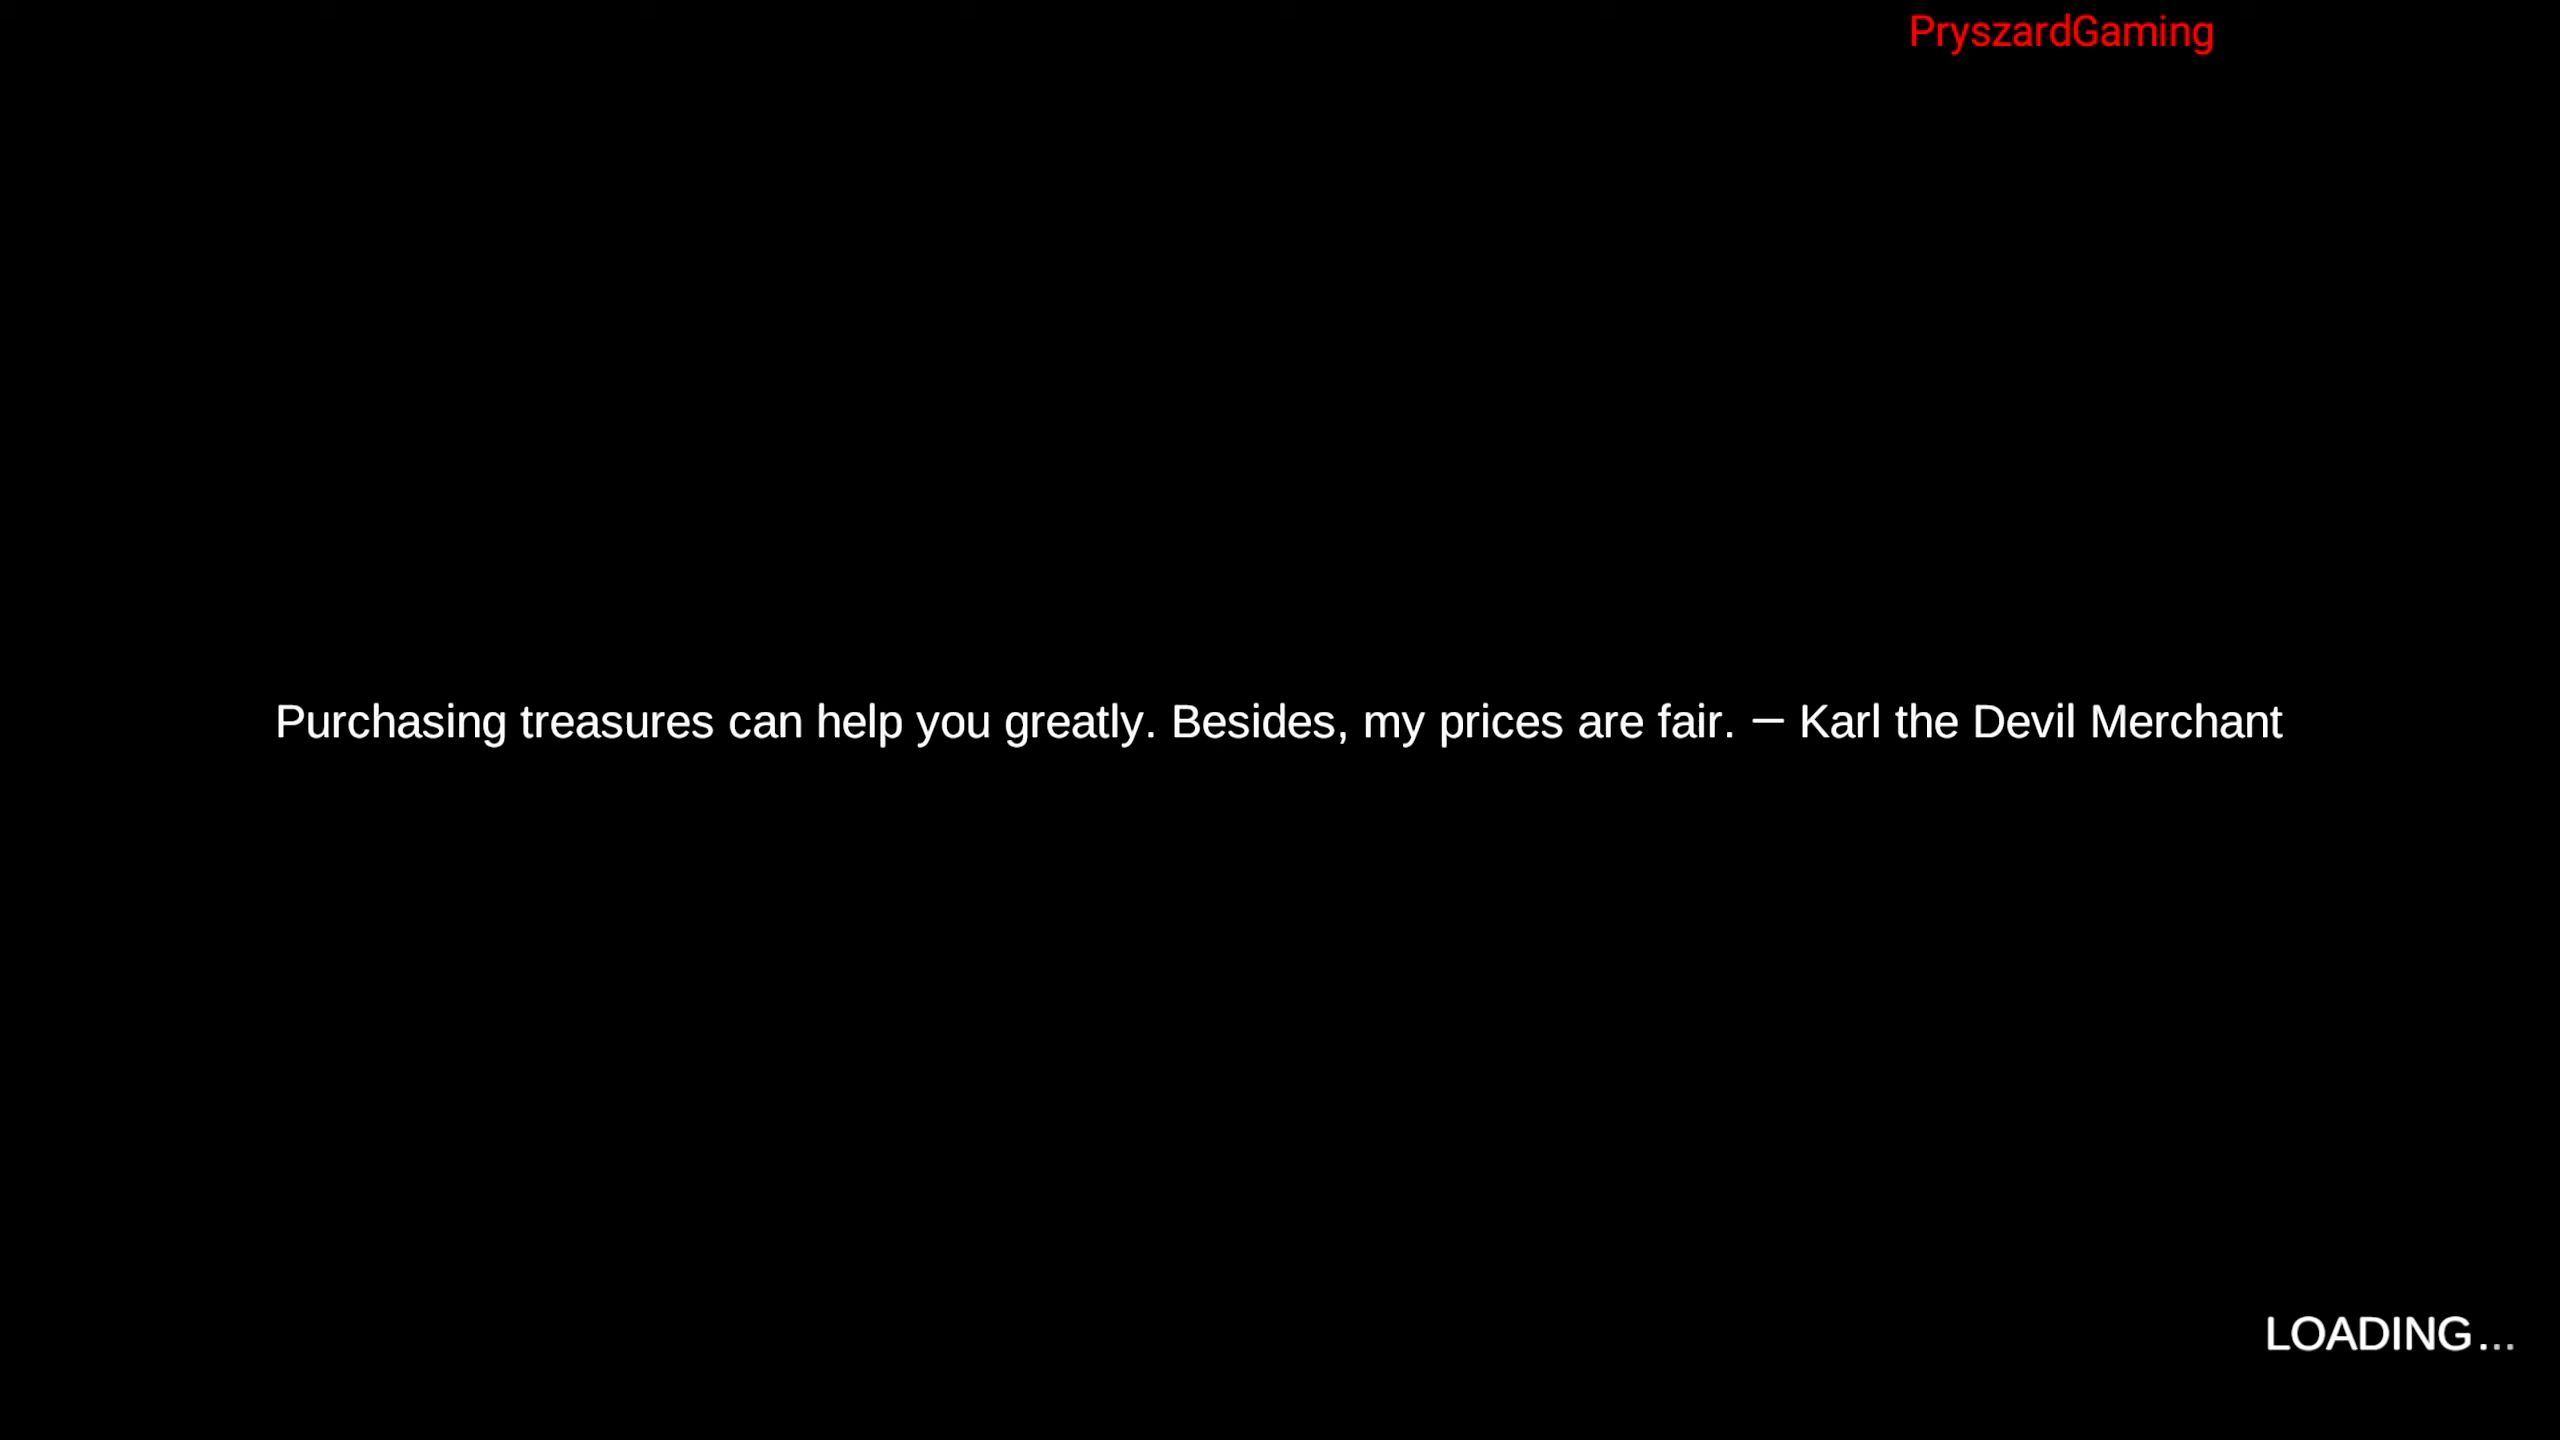 PryszardGaming
Purchasing treasures can help you greatly. Besides, my prices are fair. — Karl the Devil Merchant
LOADING...